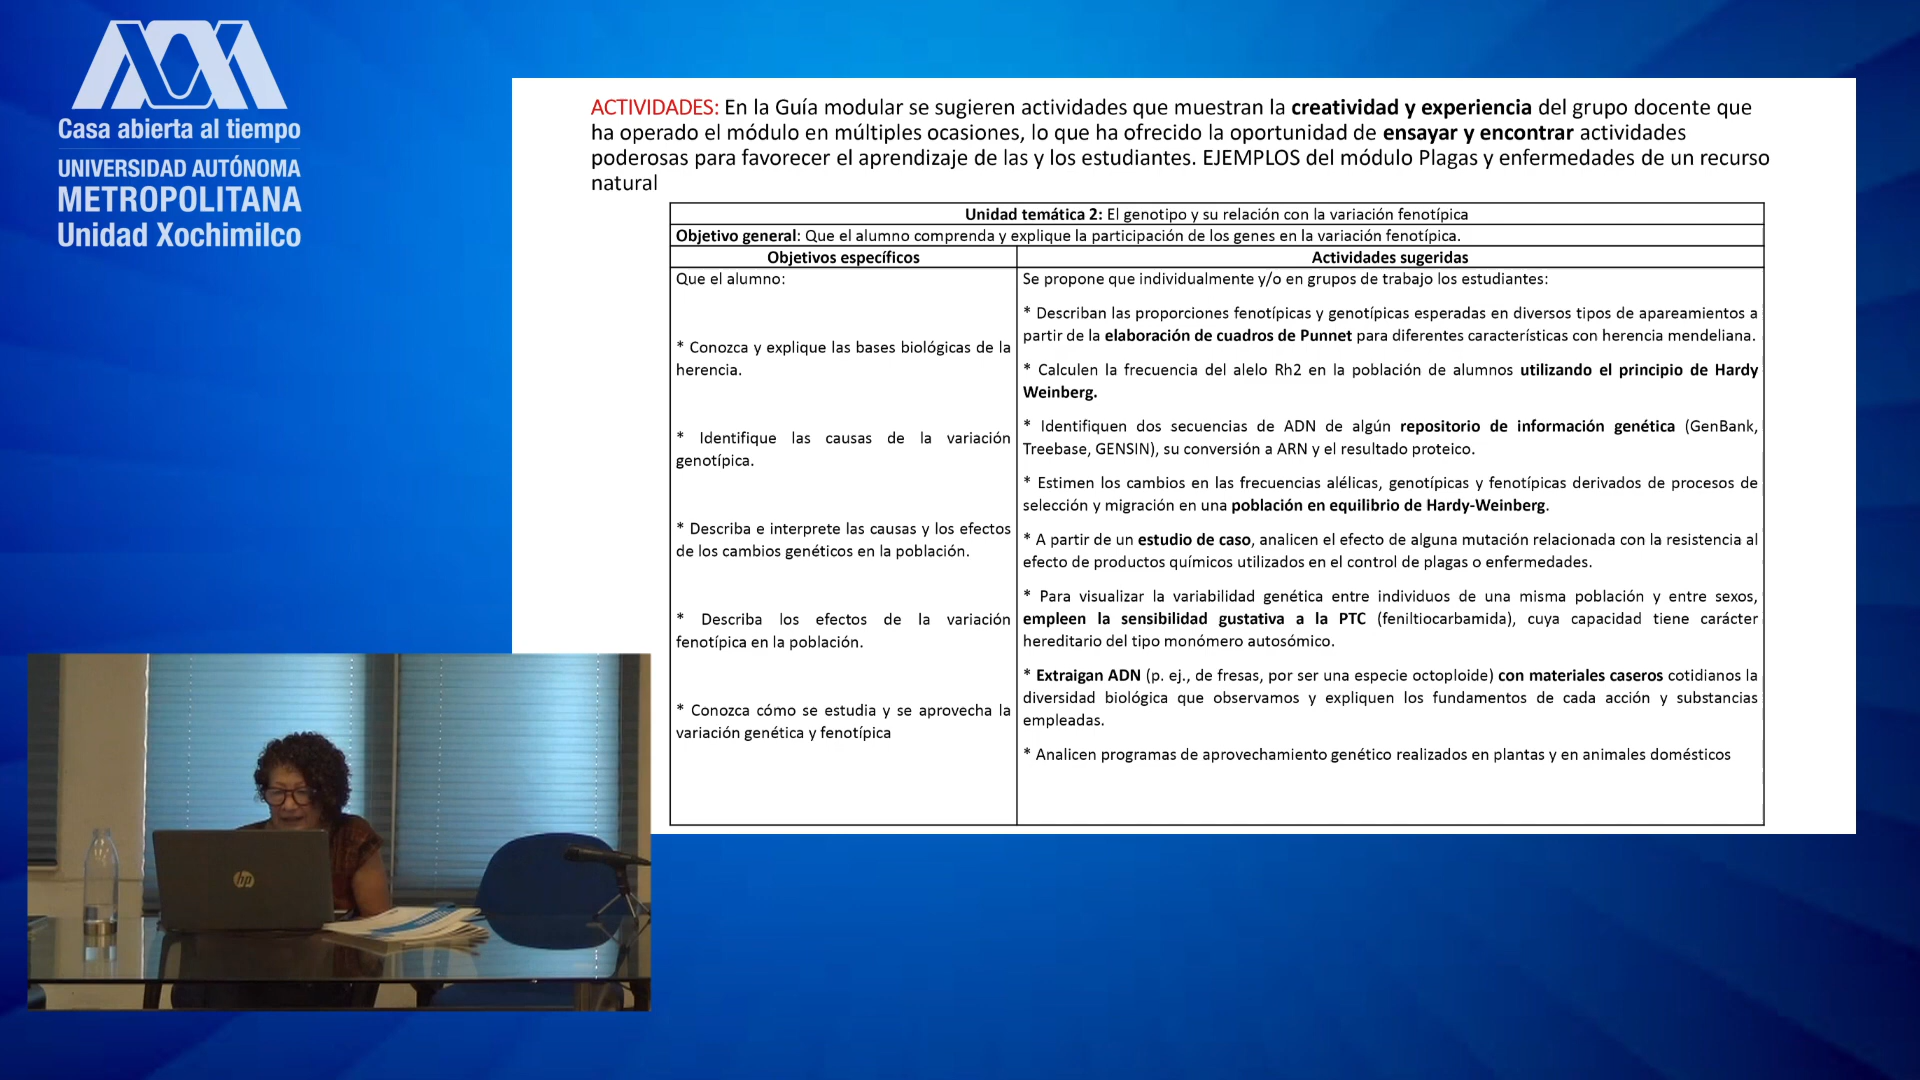 Casa abierta al tiempo
UNIVERSIDAD AUTÓNOMA
METROPOLITANA
Unidad Xochimilco
ACTIVIDADES: En la Guía modular se sugieren actividades que muestran la creatividad y experiencia del grupo docente que
ha operado el módulo en múltiples ocasiones, lo que ha ofrecido la oportunidad de ensayar y encontrar actividades
poderosas para favorecer el aprendizaje de las y los estudiantes. EJEMPLOS del módulo Plagas y enfermedades de un recurso
natural
Unidad temática 2: El genotipo y su relación con la variación fenotípica
Objetivo general: Que el alumno comprenda y explique la participación de los genes en la variación fenotípica.
Objetivos específicos
Que el alumno:
* Conozca y explique las bases biológicas de la
herencia.
* Identifique las causas de la variación
genotípica.
* Describa e interprete las causas y los efectos
de los cambios genéticos en la población.
* Describa los efectos de la variación
fenotípica en la población.
* Conozca cómo se estudia y se aprovecha la
variación genética y fenotípica
Actividades sugeridas
Se propone que individualmente y/o en grupos de trabajo los estudiantes:
* Describan las proporciones fenotípicas y genotípicas esperadas en diversos tipos de apareamientos a
partir de la elaboración de cuadros de Punnet para diferentes características con herencia mendeliana.
* Calculen la frecuencia del alelo Rh2 en la población de alumnos utilizando el principio de Hardy
Weinberg.
* Identifiquen dos secuencias de ADN de algún repositorio de información genética (GenBank,
Treebase, GENSIN), su conversión a ARN y el resultado proteico.
* Estimen los cambios en las frecuencias alélicas, genotípicas y fenotípicas derivados de procesos de
selección y migración en una población en equilibrio de Hardy-Weinberg.
* A partir de un estudio de caso, analicen el efecto de alguna mutación relacionada con la resistencia al
efecto de productos químicos utilizados en el control de plagas o enfermedades.
* Para visualizar la variabilidad genética entre individuos de una misma población y entre sexos,
empleen la sensibilidad gustativa a la PTC (feniltiocarbamida), cuya capacidad tiene carácter
hereditario del tipo monómero autosómico.
* Extraigan ADN (p. ej., de fresas, por ser una especie octoploide) con materiales caseros cotidianos la
diversidad biológica que observamos y expliquen los fundamentos de cada acción y substancias
empleadas.
* Analicen programas de aprovechamiento genético realizados en plantas y en animales domésticos
hp